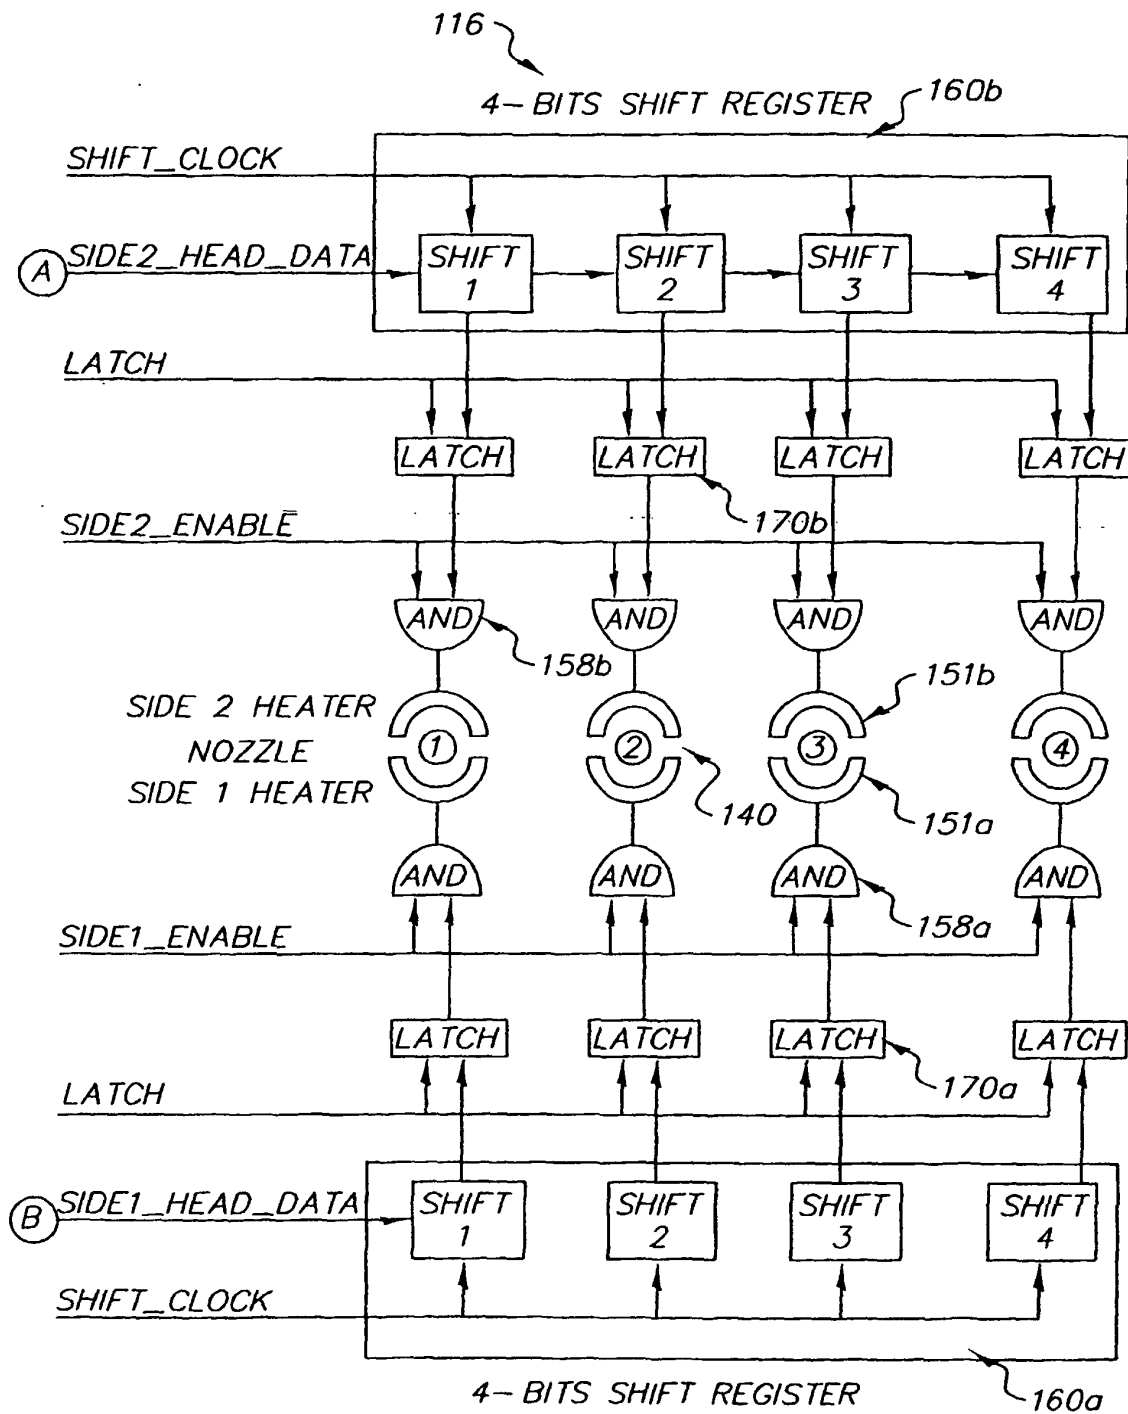 116
4-BITS SHIFT REGISTER
160b
SHIFT_CLOCK
A
SIDE2_HEAD_DATA
SHIFT 1
SHIFT 2
SHIFT 3
SHIFT 4
LATCH
LATCH
LATCH
LATCH
LATCH
170b
SIDE2_ENABLE
AND
AND
AND
AND
158b
151b
SIDE 2 HEATER
NOZZLE
SIDE 1 HEATER
1
2
3
4
140
151a
AND
AND
AND
AND
158a
SIDE1_ENABLE
LATCH
LATCH
LATCH
LATCH
170a
LATCH
B
SIDE1_HEAD_DATA
SHIFT 1
SHIFT 2
SHIFT 3
SHIFT 4
SHIFT_CLOCK
4-BITS SHIFT REGISTER
160a